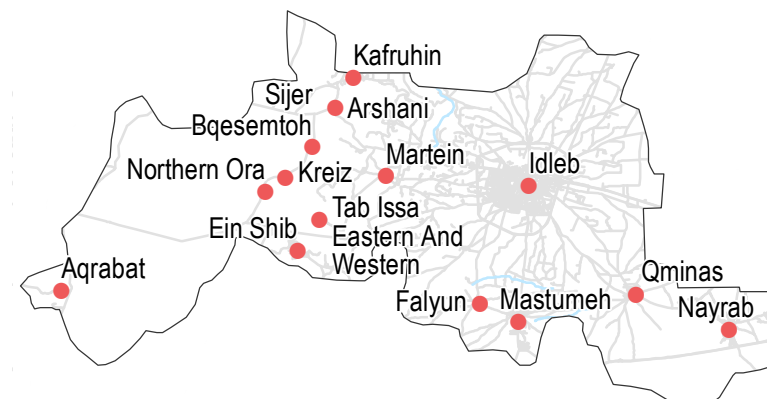 Kafruhin
Sijer
Arshani
Bqesemtoh
Martein
Idleb
Northern Ora
Kreiz
Tab Issa
Eastern And
Western
Ein Shib
Aqrabat
Qminas
Falyun
Mastumeh
Nayrab